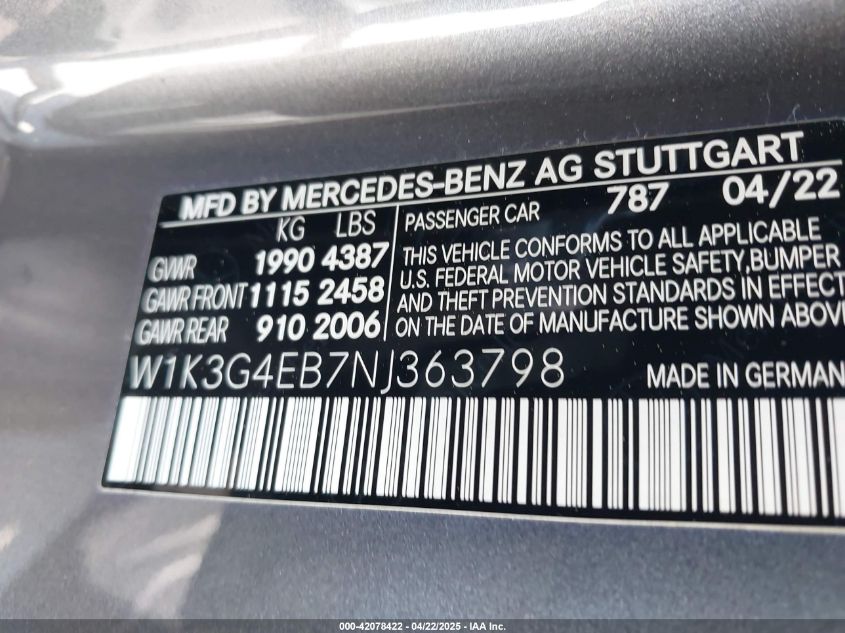 MFD BY MERCEDES-BENZ AG STUTTGART
KG LBS
GVWR 1990 4387
GAWR FRONT 1115 2458
GAWR REAR 910 2006
PASSENGER CAR 787 04/22
THIS VEHICLE CONFORMS TO ALL APPLICABLE
U.S. FEDERAL MOTOR VEHICLE SAFETY,BUMPER
AND THEFT PREVENTION STANDARDS IN EFFECT
ON THE DATE OF MANUFACTURE SHOWN ABOV
W1K3G4EB7NJ363798
MADE IN GERMAN
000-42078422 - 04/22/2025 - IAA Inc.